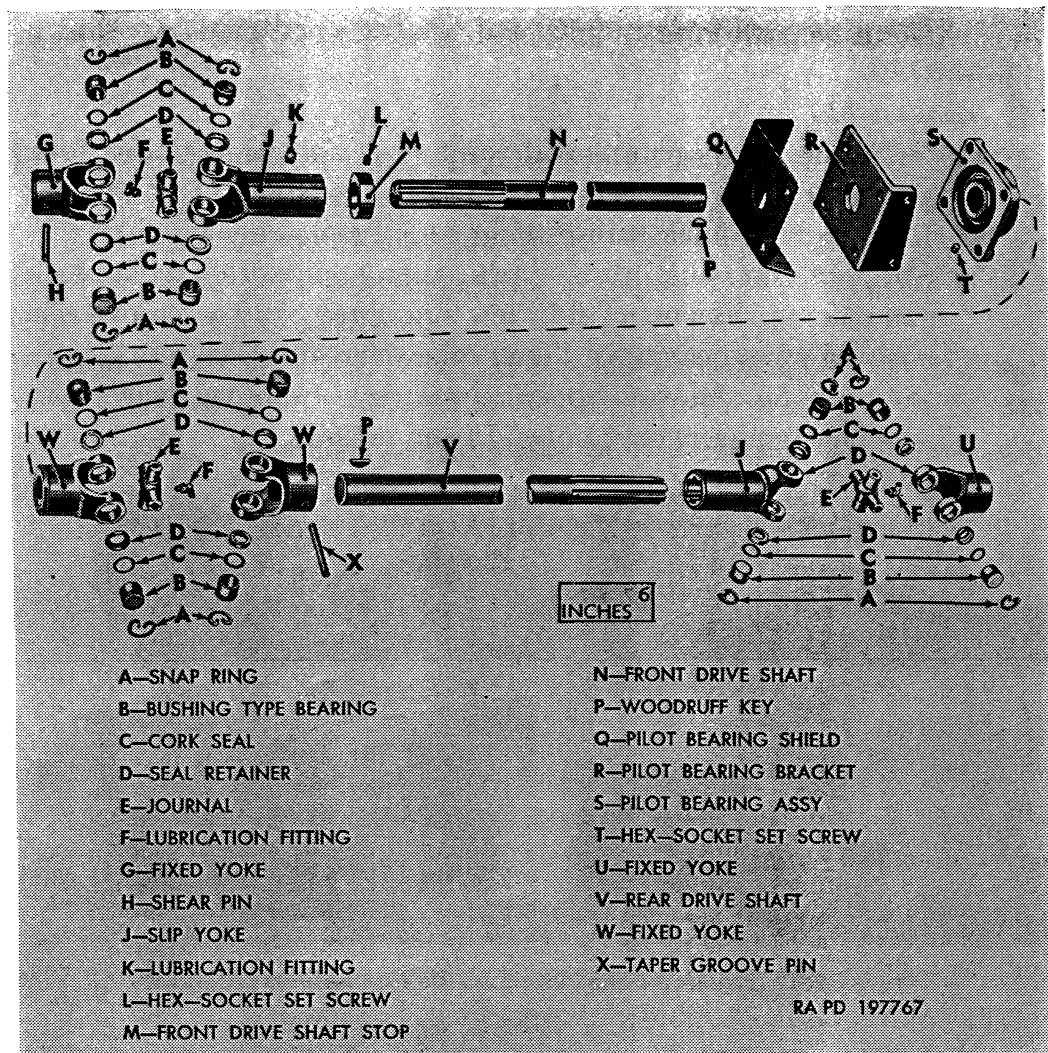 A
B
C
D
E
F
G
J
K
L
M
N
Q
R
S
H
D
C
B
A
P
T
A
B
C
D
E
F
W
W
P
V
A
B
C
D
J
U
E
F
D
C
B
A
X
D
C
B
A
6
INCHES
A—SNAP RING
B—BUSHING TYPE BEARING
C—CORK SEAL
D—SEAL RETAINER
E—JOURNAL
F—LUBRICATION FITTING
G—FIXED YOKE
H—SHEAR PIN
J—SLIP YOKE
K—LUBRICATION FITTING
L—HEX—SOCKET SET SCREW
M—FRONT DRIVE SHAFT STOP
N—FRONT DRIVE SHAFT
P—WOODRUFF KEY
Q—PILOT BEARING SHIELD
R—PILOT BEARING BRACKET
S—PILOT BEARING ASSY
T—HEX—SOCKET SET SCREW
U—FIXED YOKE
V—REAR DRIVE SHAFT
W—FIXED YOKE
X—TAPER GROOVE PIN
RA PD 197767